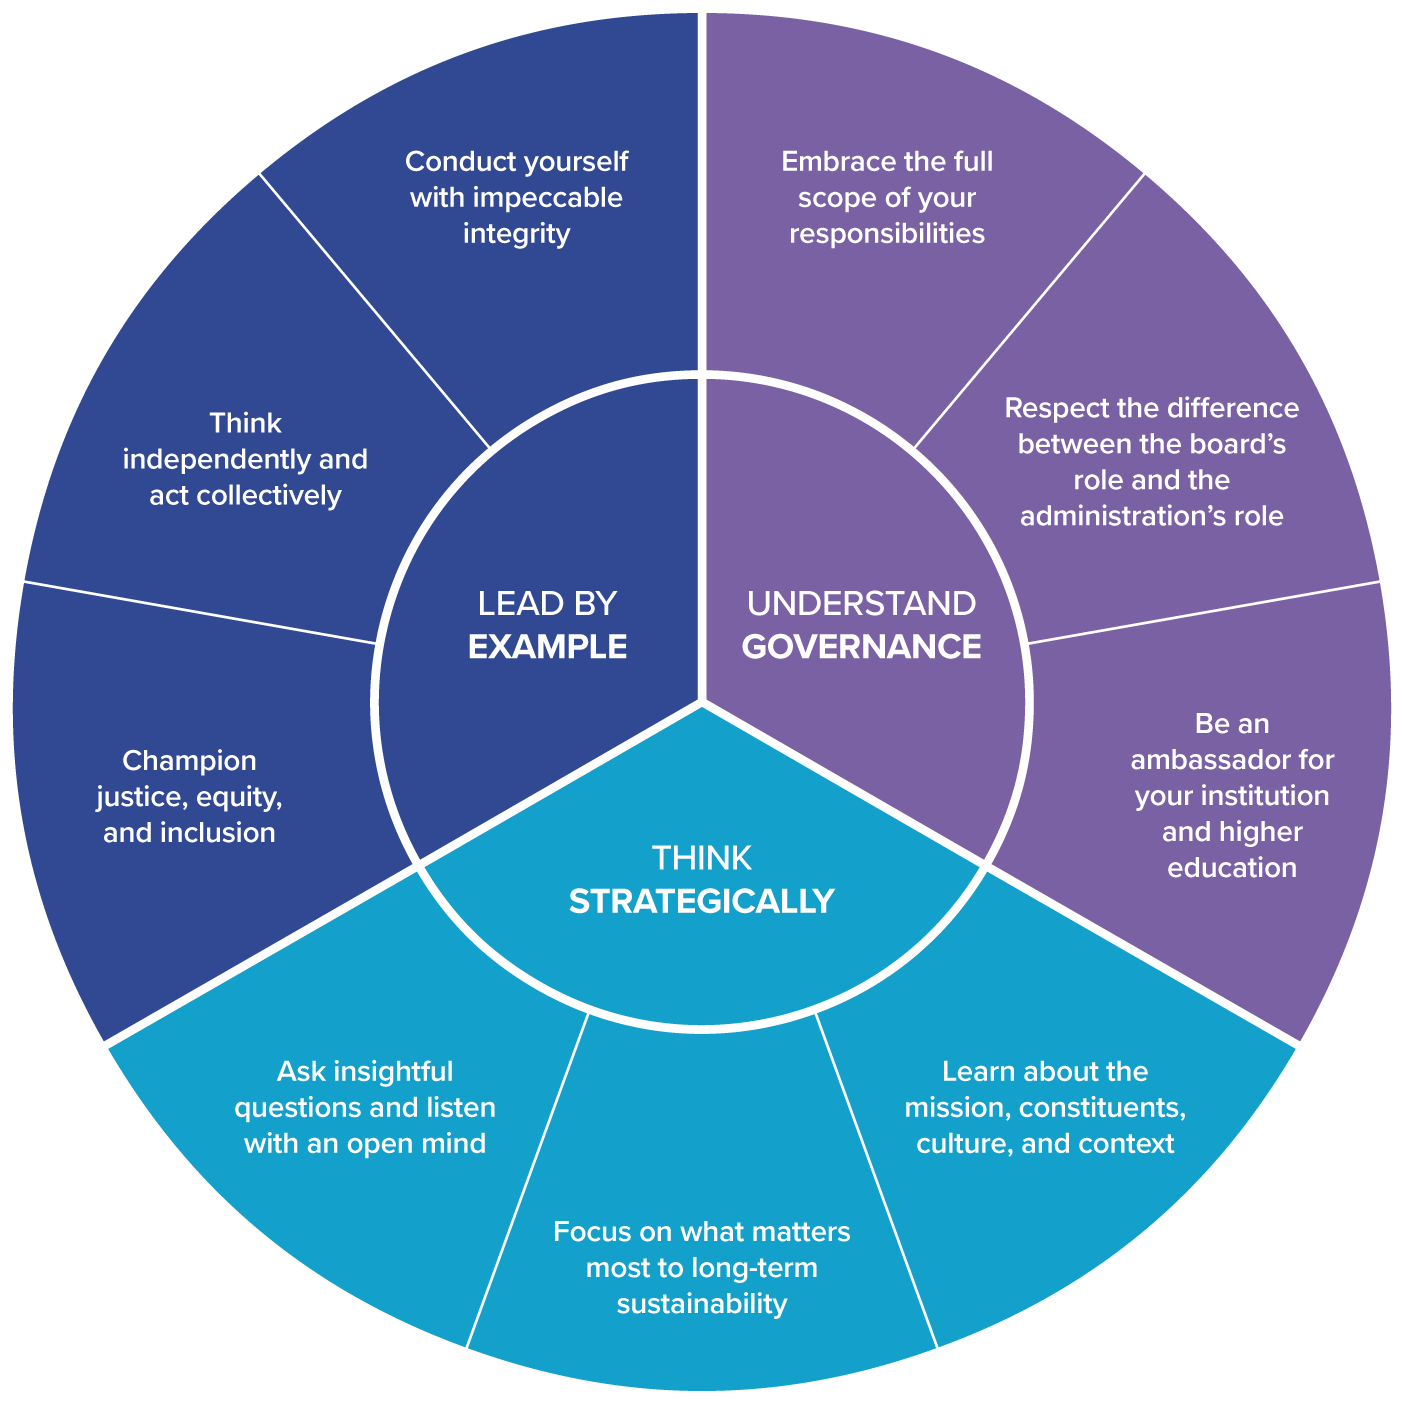 Conduct yourself
with impeccable
integrity
Embrace the full
scope of your
responsibilities
Think
independently and
act collectively
Respect the difference
between the board’s
role and the
administration’s role
LEAD BY
EXAMPLE
UNDERSTAND
GOVERNANCE
Champion
justice, equity,
and inclusion
Be an
ambassador for
your institution
and higher
education
THINK
STRATEGICALLY
Ask insightful
questions and listen
with an open mind
Learn about the
mission, constituents,
culture, and context
Focus on what matters
most to long-term
sustainability